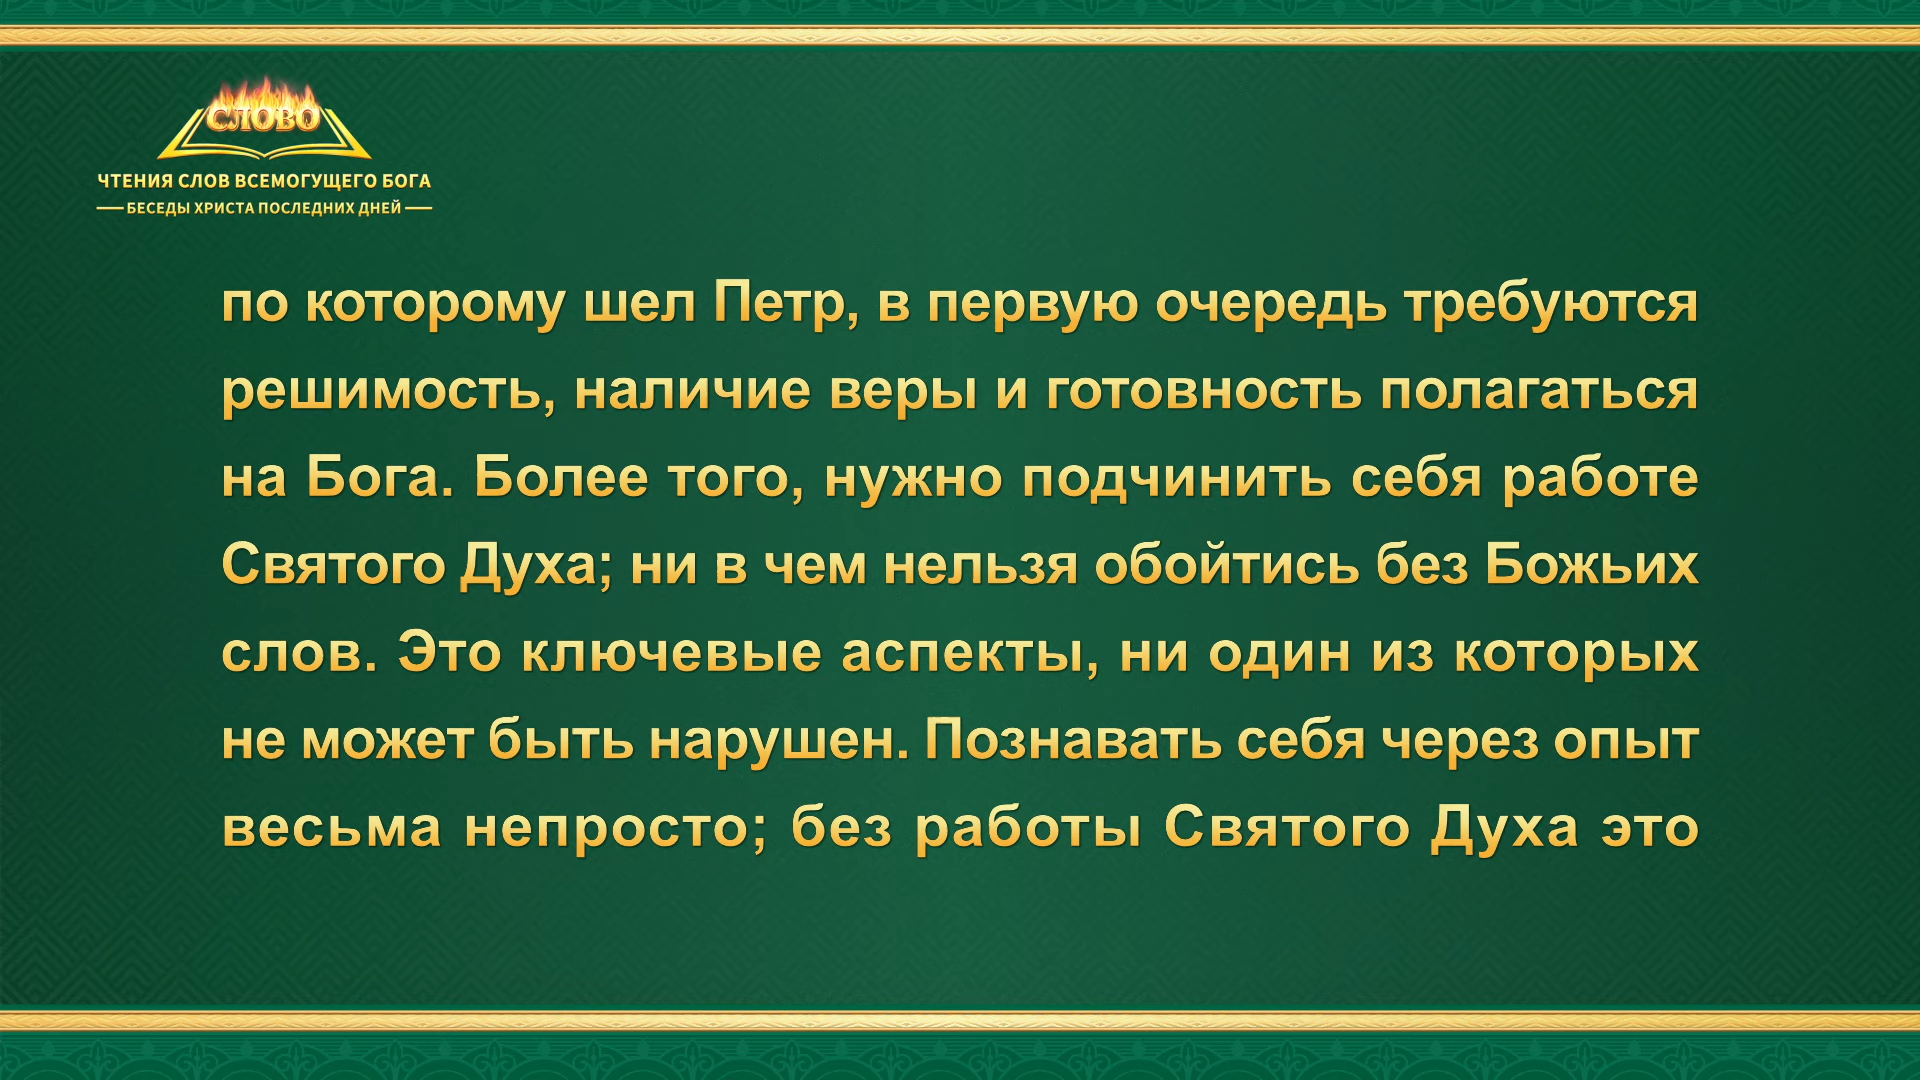 СЛОВО
ЧТЕНИЯ СЛОВ ВСЕМОГУЩЕГО БОГА
БЕСЕДЫ ХРИСТА ПОСЛЕДНИХ ДНЕЙ
по которому шел Петр, в первую очередь требуются
решимость, наличие веры и готовность полагаться
на Бога. Более того, нужно подчинить себя работе
Святого Духа; ни в чем нельзя обойтись без Божьих
слов. Это ключевые аспекты, ни один из которых
не может быть нарушен. Познавать себя через опыт
весьма непросто; без работы Святого Духа это